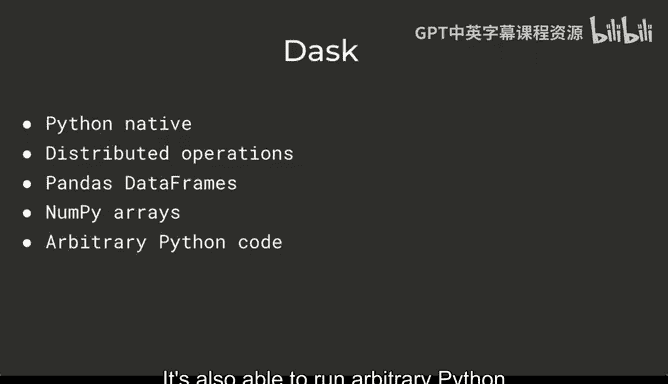 GPT中英字幕课程资源 bilibili
Dask
● Python native
● Distributed operations
● Pandas DataFrames
● NumPy arrays
● Arbitrary Python code
It's also able to run arbitrary Python